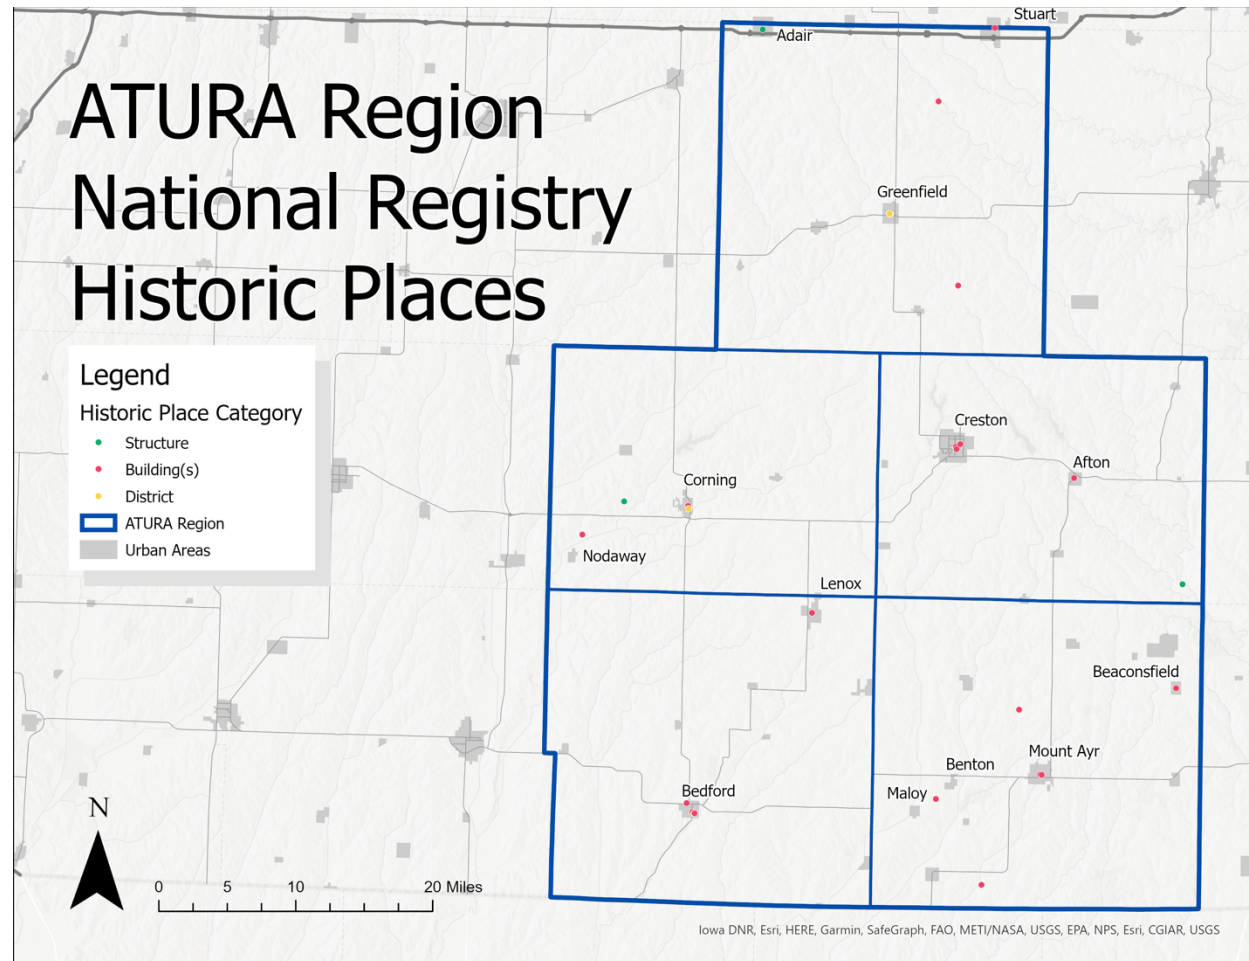 Stuart
Adair
ATURA Region
National Registry
Historic Places
Greenfield
Legend
Historic Place Category
Structure
Building(s)
District
ATURA Region
Urban Areas
Creston
Afton
Corning
Nodaway
Lenox
Beaconsfield
Mount Ayr
Benton
Maloy
Bedford
N
0 5 10 20 Miles
Iowa DNR, Esri, HERE, Garmin, SafeGraph, FAO, METI/NASA, USGS, EPA, NPS, Esri, CGIAR, USGS